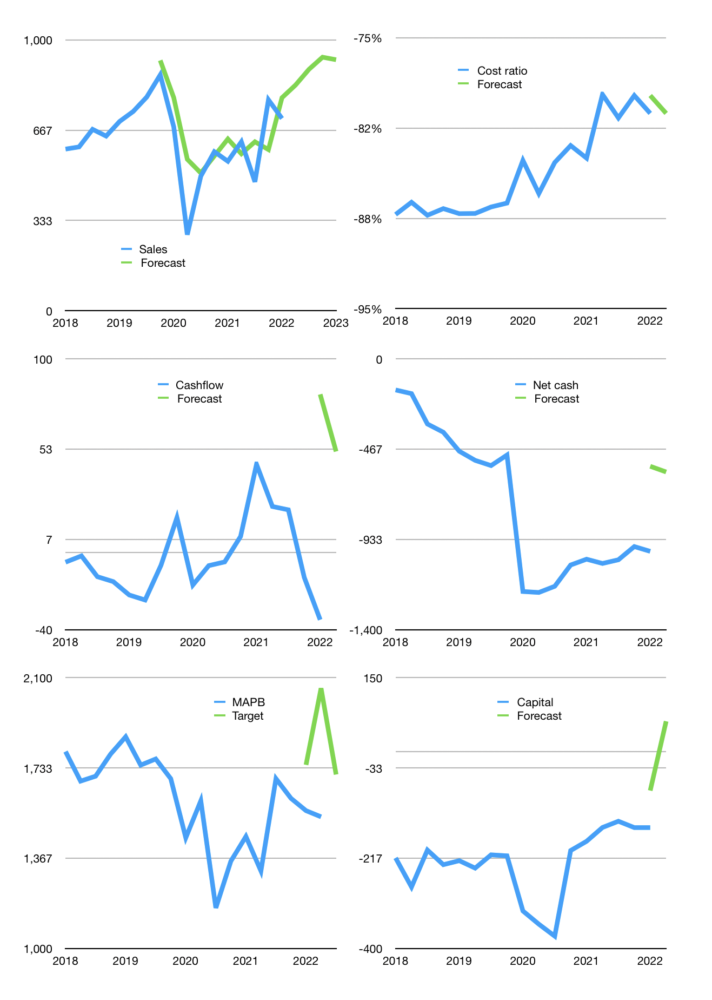 1,000
667
333
0
Sales
Forecast
2018 2019 2020 2021 2022 2023
-75%
-82%
-88%
-95%
Cost ratio
Forecast
2018 2019 2020 2021 2022
100
53
7
-40
Cashflow
Forecast
2018 2019 2020 2021 2022
0
-467
-933
-1,400
Net cash
Forecast
2018 2019 2020 2021 2022
2,100
1,733
1,367
1,000
MAPB
Target
2018 2019 2020 2021 2022
150
-33
-217
-400
Capital
Forecast
2018 2019 2020 2021 2022